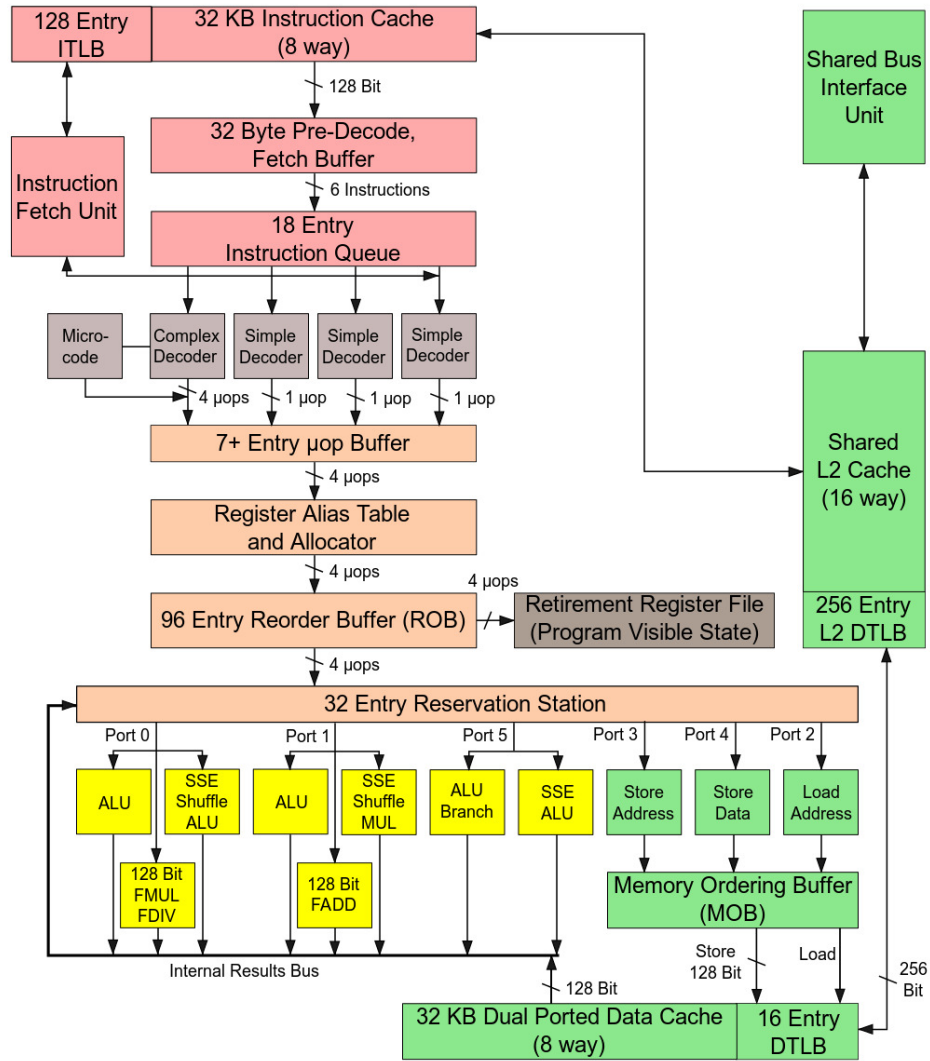 128 Entry
ITLB
32 KB Instruction Cache
(8 way)
128 Bit
32 Byte Pre-Decode,
Fetch Buffer
6 Instructions
Instruction
Fetch Unit
18 Entry
Instruction Queue
Micro-
code
Complex
Decoder
Simple
Decoder
Simple
Decoder
Simple
Decoder
4 µops
1 µop
1 µop
1 µop
7+ Entry µop Buffer
4 µops
Register Alias Table
and Allocator
4 µops
4 µops
96 Entry Reorder Buffer (ROB)
Retirement Register File
(Program Visible State)
4 µops
32 Entry Reservation Station
Port 0
Port 1
Port 5
Port 3
Port 4
Port 2
ALU
SSE
Shuffle
ALU
ALU
SSE
Shuffle
MUL
ALU
Branch
SSE
ALU
Store
Address
Store
Data
Load
Address
128 Bit
FMUL
FDIV
128 Bit
FADD
Memory Ordering Buffer
(MOB)
Internal Results Bus
Store
128 Bit
Load
128 Bit
256
Bit
32 KB Dual Ported Data Cache
(8 way)
16 Entry
DTLB
Shared Bus
Interface
Unit
Shared
L2 Cache
(16 way)
256 Entry
L2 DTLB